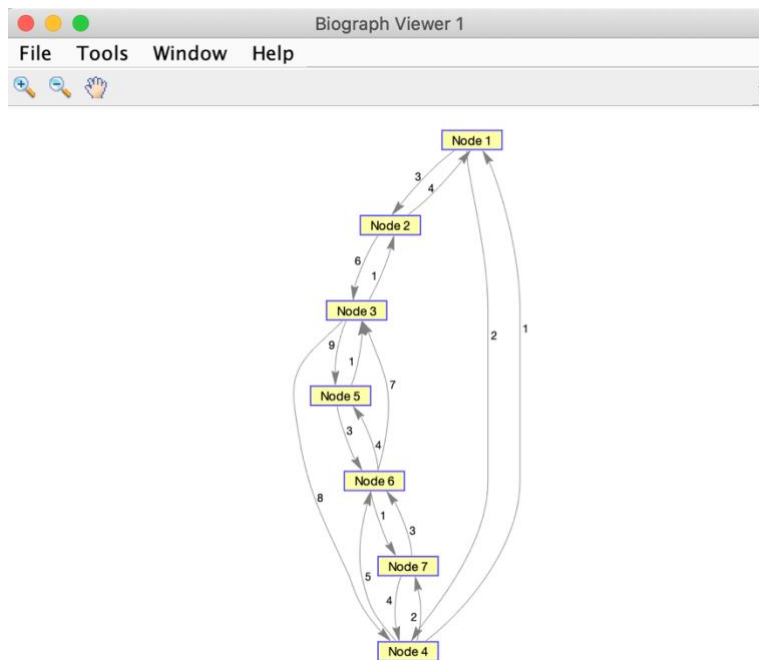 Biograph Viewer 1
File Tools Window Help
Node 1
3
4
Node 2
6
1
Node 3
9
1
2
1
7
Node 5
3
4
Node 6
8
1
3
Node 7
5
4
2
Node 4